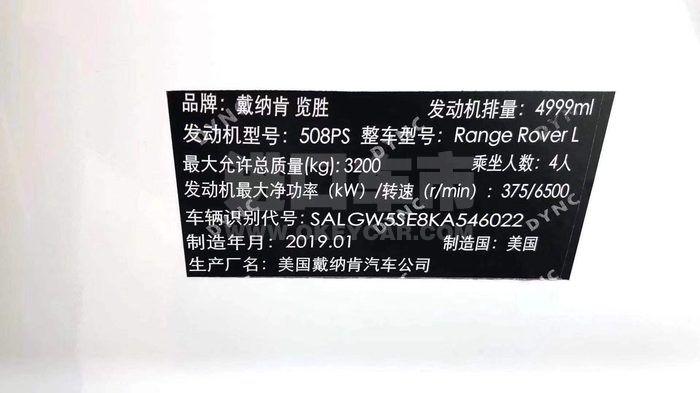 品牌：戴纳肯 览胜 发动机排量：4999ml
发动机型号：508PS 整车型号：Range Rover L
最大允许总质量(kg)：3200 乘坐人数：4人
发动机最大净功率（kW）/转速（r/min）：375/6500
车辆识别代号：SALGW5SE8KA546022
制造年月：2019.01 制造国：美国
生产厂名：美国戴纳肯汽车公司